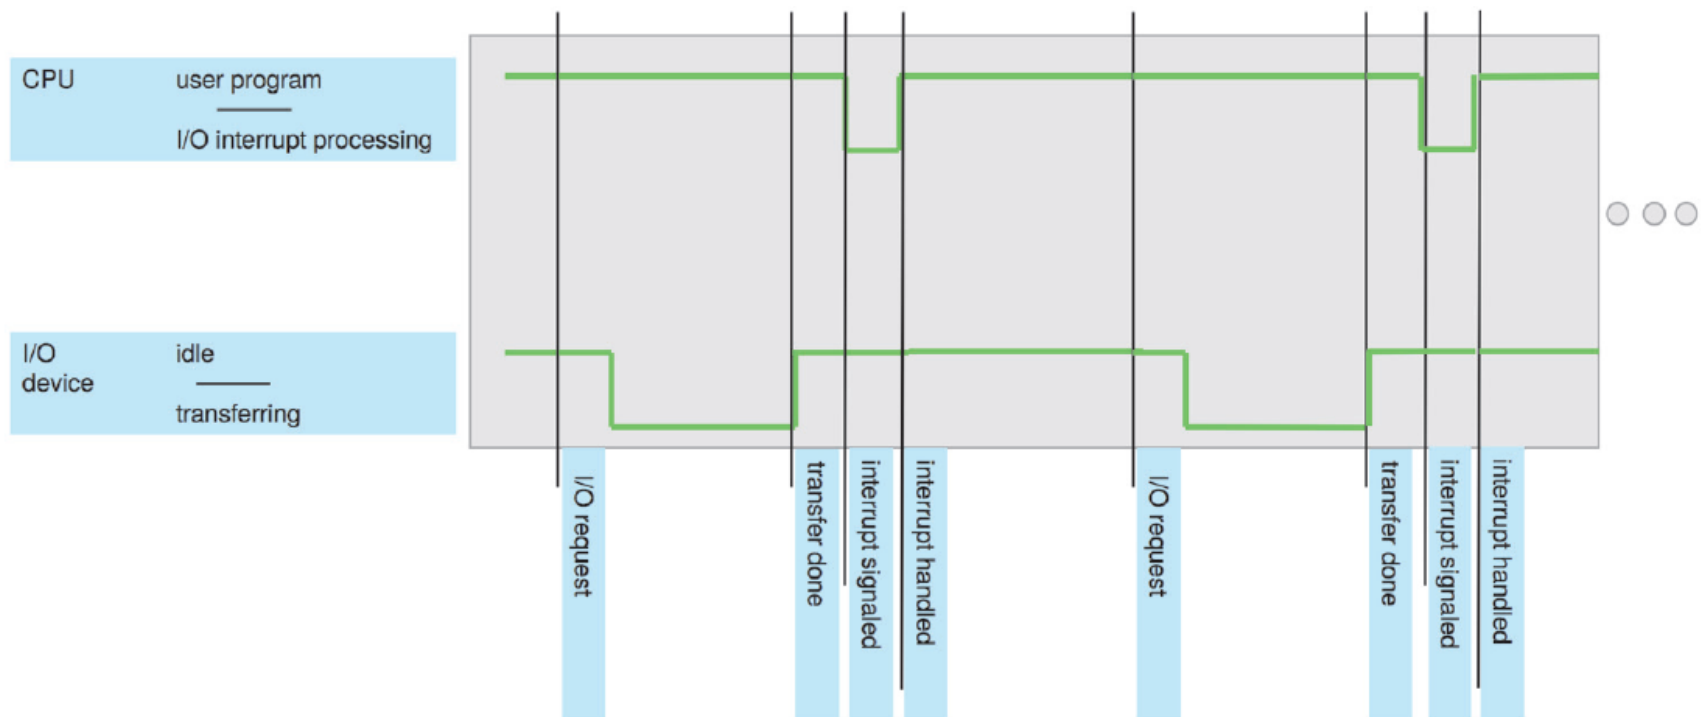 CPU
user program
I/O interrupt processing
I/O
device
idle
transferring
I/O request
transfer done
interrupt signaled
interrupt handled
I/O request
transfer done
interrupt signaled
interrupt handled